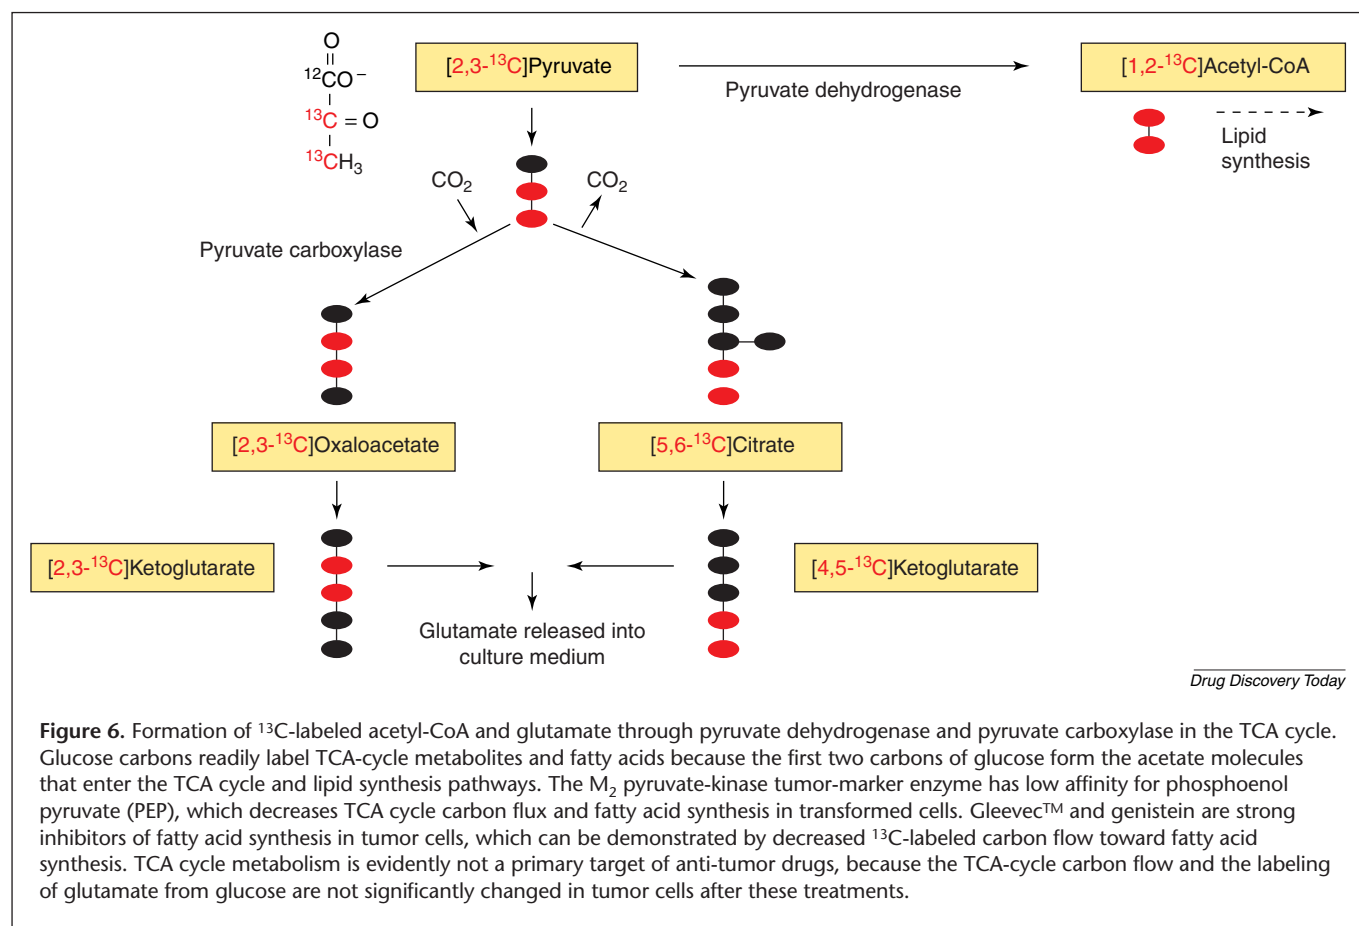 O
¹²CO⁻
¹³C = O
¹³CH₃
[2,3-¹³C]Pyruvate
Pyruvate dehydrogenase
[1,2-¹³C]Acetyl-CoA
Lipid
synthesis
CO₂
CO₂
Pyruvate carboxylase
[2,3-¹³C]Oxaloacetate
[5,6-¹³C]Citrate
[2,3-¹³C]Ketoglutarate
[4,5-¹³C]Ketoglutarate
Glutamate released into
culture medium
Drug Discovery Today
Figure 6. Formation of ¹³C-labeled acetyl-CoA and glutamate through pyruvate dehydrogenase and pyruvate carboxylase in the TCA cycle.
Glucose carbons readily label TCA-cycle metabolites and fatty acids because the first two carbons of glucose form the acetate molecules
that enter the TCA cycle and lipid synthesis pathways. The M₂ pyruvate-kinase tumor-marker enzyme has low affinity for phosphoenol
pyruvate (PEP), which decreases TCA cycle carbon flux and fatty acid synthesis in transformed cells. Gleevec™ and genistein are strong
inhibitors of fatty acid synthesis in tumor cells, which can be demonstrated by decreased ¹³C-labeled carbon flow toward fatty acid
synthesis. TCA cycle metabolism is evidently not a primary target of anti-tumor drugs, because the TCA-cycle carbon flow and the labeling
of glutamate from glucose are not significantly changed in tumor cells after these treatments.